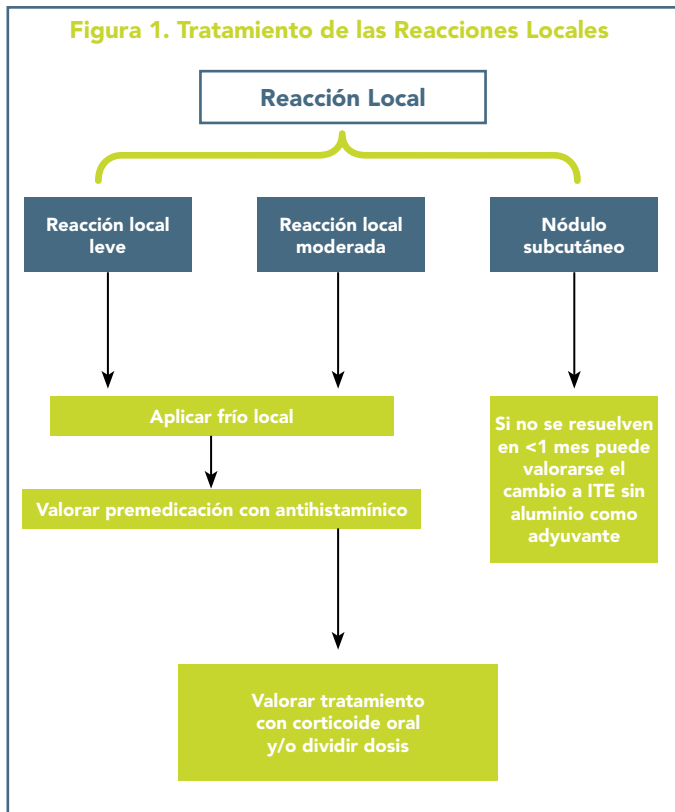 Figura 1. Tratamiento de las Reacciones Locales
Reacción Local
Reacción local
leve
Reacción local
moderada
Nódulo
subcutáneo
Aplicar frío local
Valorar premedicación con antihistamínico
Si no se resuelven
en <1 mes puede
valorarse el
cambio a ITE sin
aluminio como
adyuvante
Valorar tratamiento
con corticoide oral
y/o dividir dosis